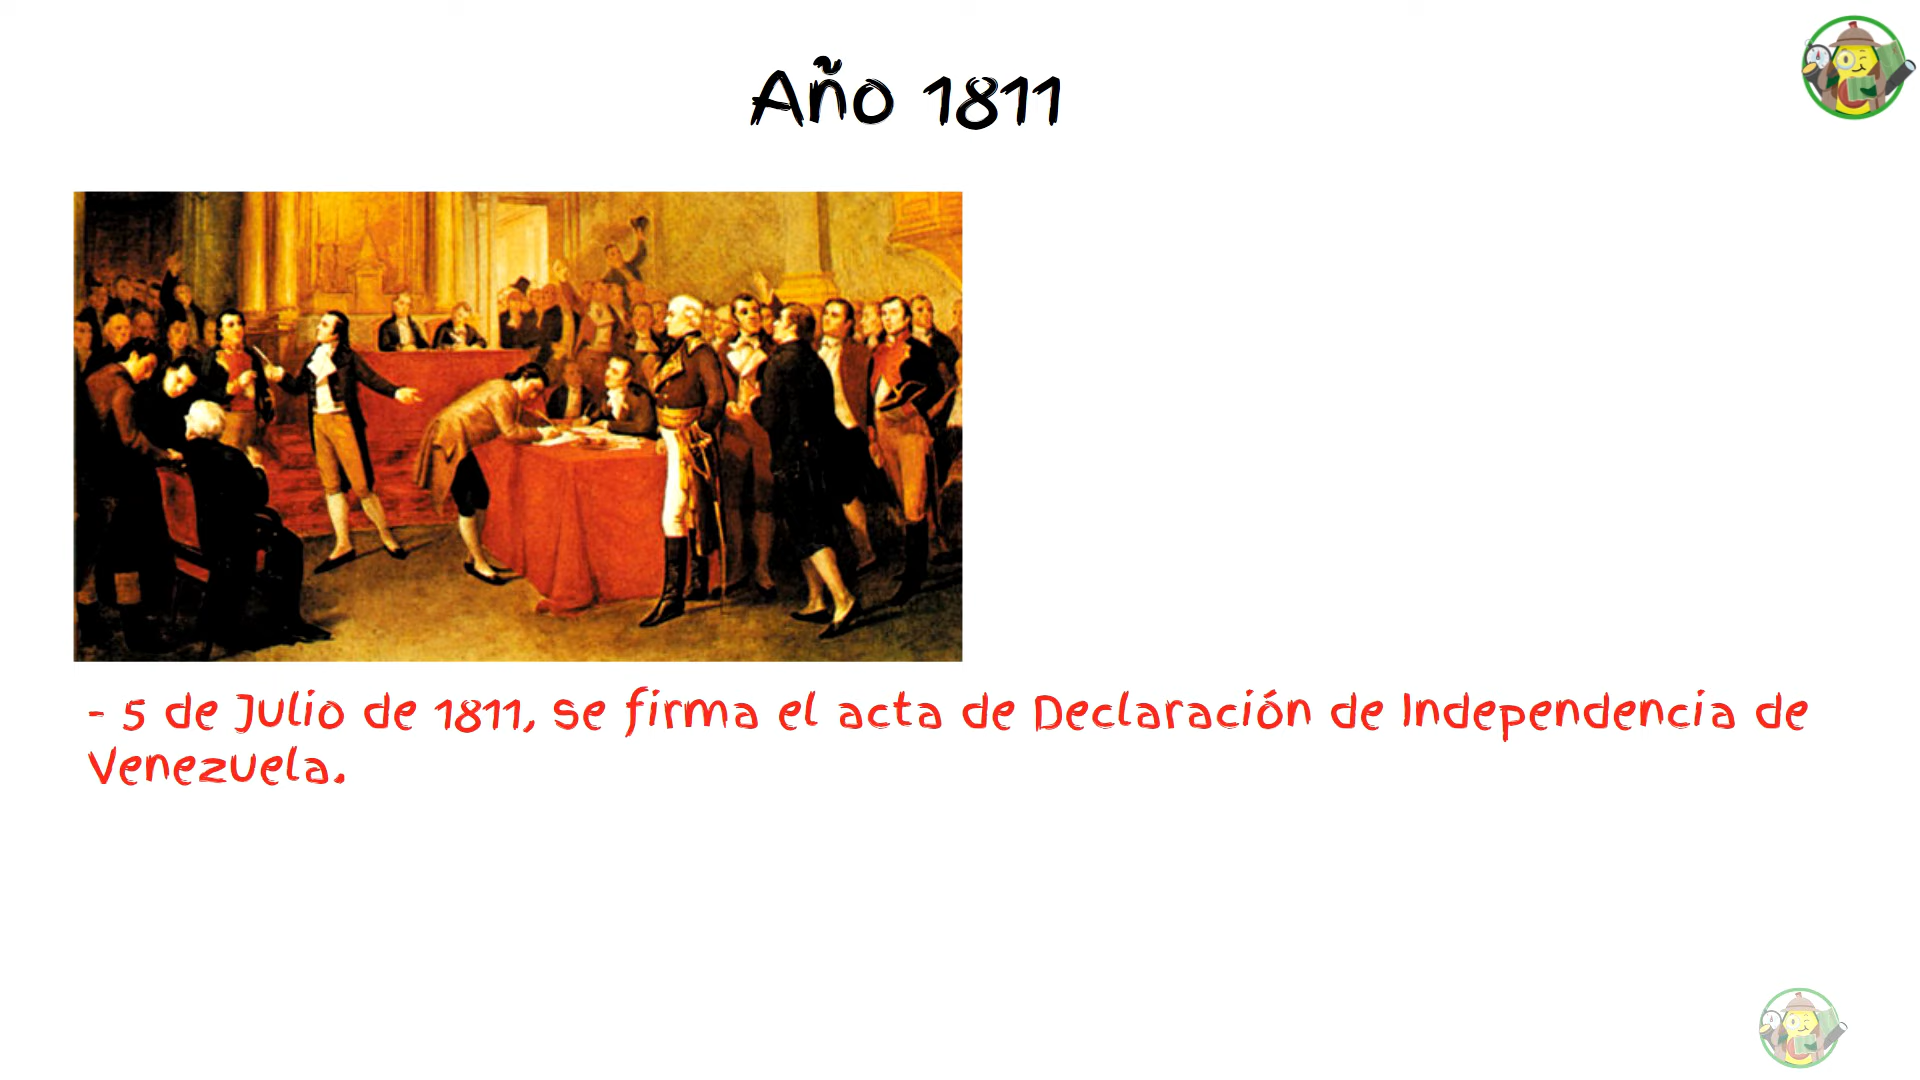 Año 1811
- 5 de Julio de 1811, se firma el acta de Declaración de Independencia de
Venezuela.